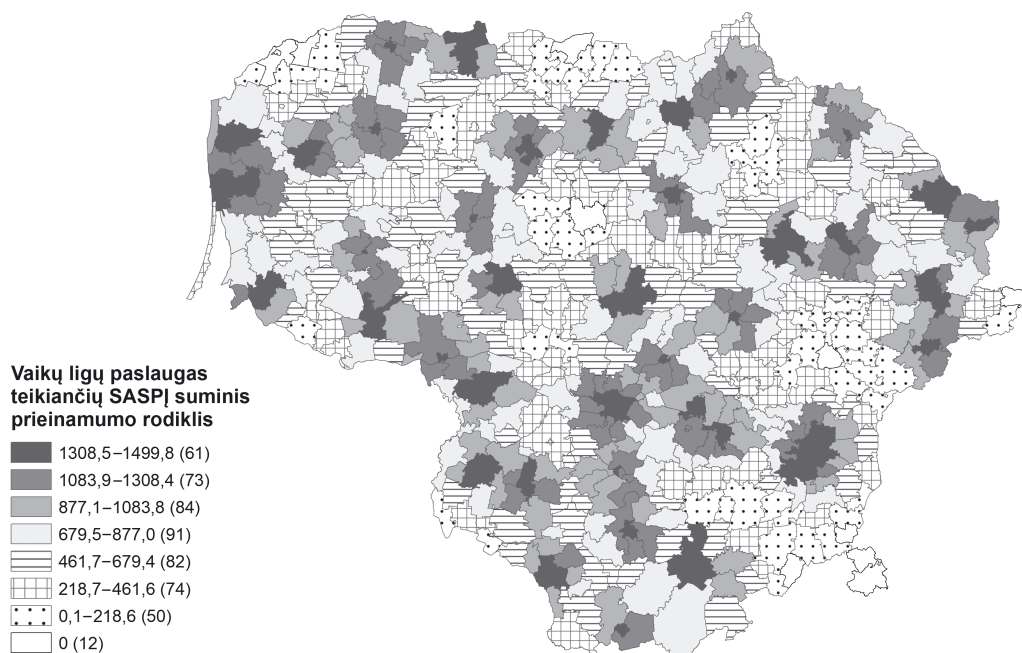 Vaikų ligų paslaugas
teikiančių SASPĮ suminis
prieinamumo rodiklis
1308,5–1499,8 (61)
1083,9–1308,4 (73)
877,1–1083,8 (84)
679,5–877,0 (91)
461,7–679,4 (82)
218,7–461,6 (74)
0,1–218,6 (50)
0 (12)